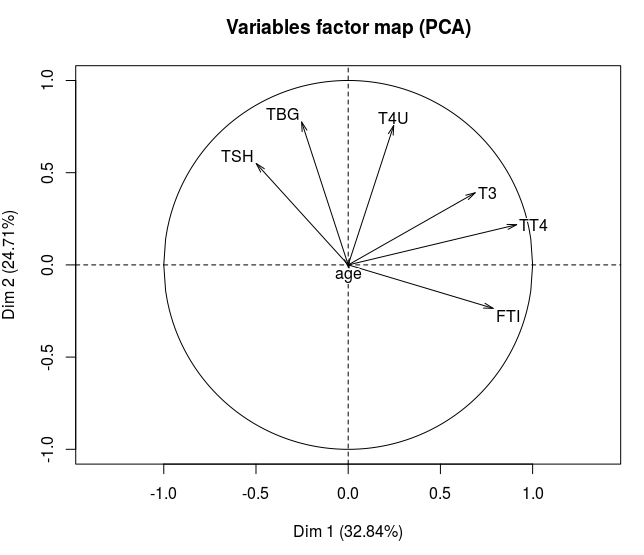 Variables factor map (PCA)
1.0
0.5
0.0
-0.5
-1.0
Dim 2 (24.71%)
TBG
T4U
TSH
T3
TT4
age
FTI
-1.0 -0.5 0.0 0.5 1.0
Dim 1 (32.84%)